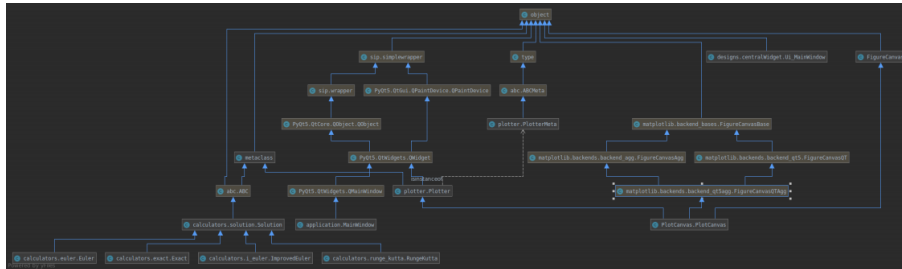 object
sip.simplewrapper
type
designs.centralWidget.Ui_MainWindow
FigureCanvas
sip.wrapper
PyQt5.QtGui.QPaintDevice.QPaintDevice
abc.ABCMeta
PyQt5.QtCore.QObject.QObject
plotter.PlotterMeta
matplotlib.backend_bases.FigureCanvasBase
metaclass
PyQt5.QtWidgets.QWidget
matplotlib.backends.backend_agg.FigureCanvasAgg
matplotlib.backends.backend_qt5.FigureCanvasQT
abc.ABC
PyQt5.QtWidgets.QMainWindow
plotter.Plotter
matplotlib.backends.backend_qt5agg.FigureCanvasQTAgg
calculators.solution.Solution
application.MainWindow
PlotCanvas.PlotCanvas
calculators.euler.Euler
calculators.exact.Exact
calculators.i_euler.ImprovedEuler
calculators.runge_kutta.RungeKutta
Powered by yFiles